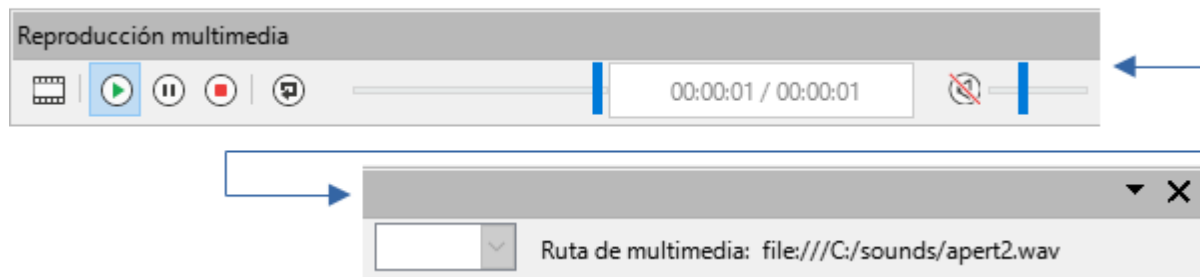 Reproducción multimedia
00:00:01 / 00:00:01
Ruta de multimedia: file:///C:/sounds/apert2.wav